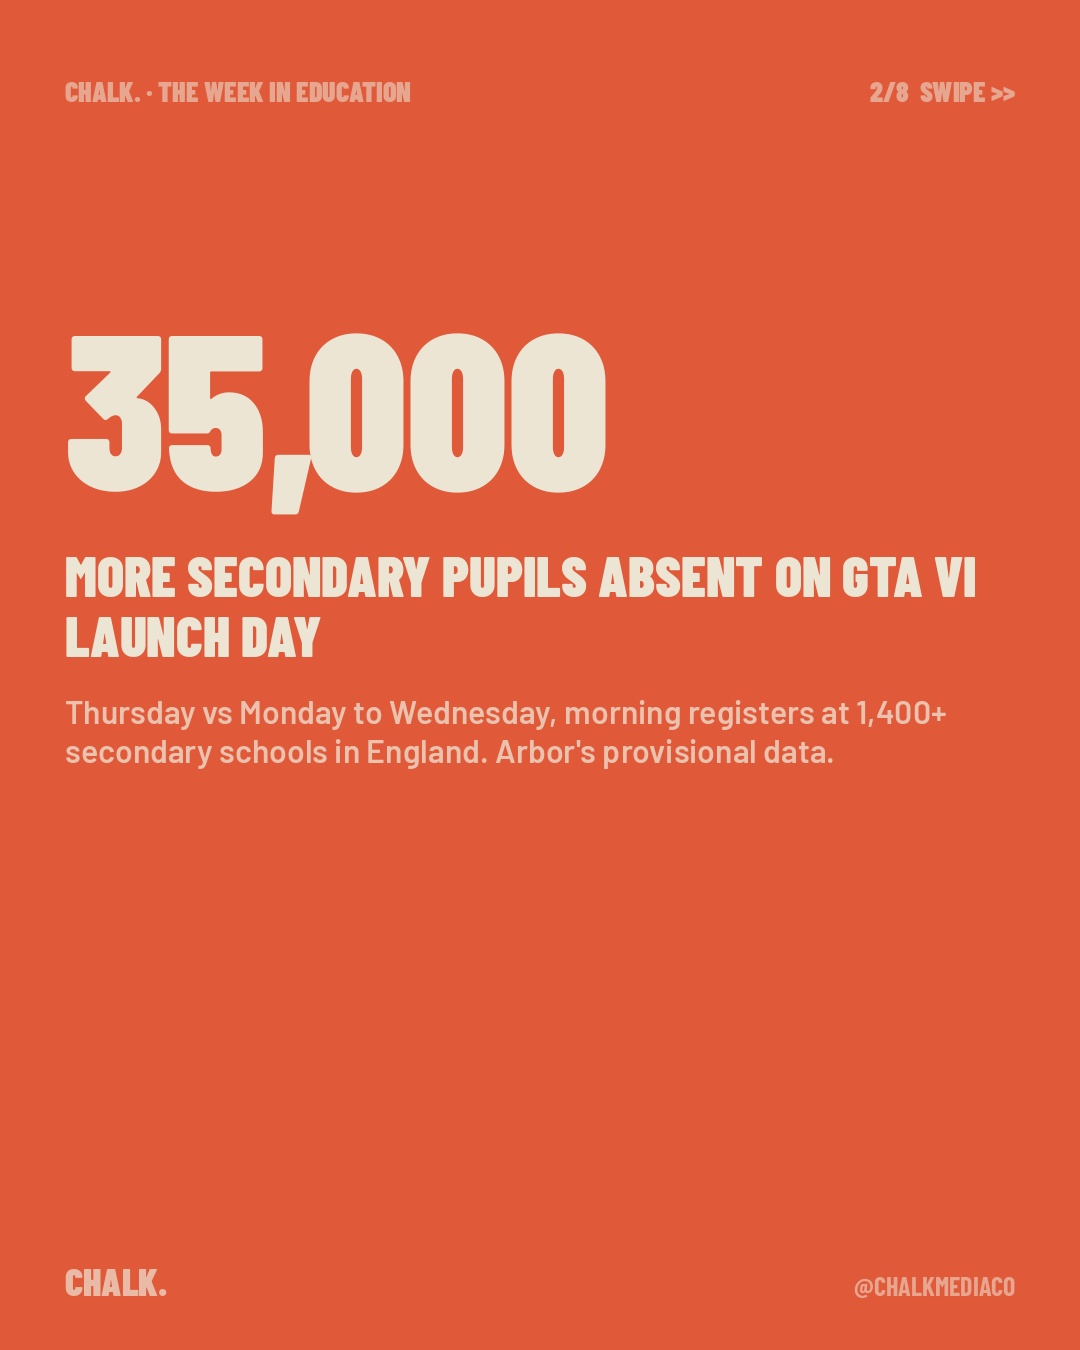 CHALK. · THE WEEK IN EDUCATION
2/8 SWIPE >>
35,000
MORE SECONDARY PUPILS ABSENT ON GTA VI
LAUNCH DAY
Thursday vs Monday to Wednesday, morning registers at 1,400+
secondary schools in England. Arbor's provisional data.
CHALK.
@CHALKMEDIACO